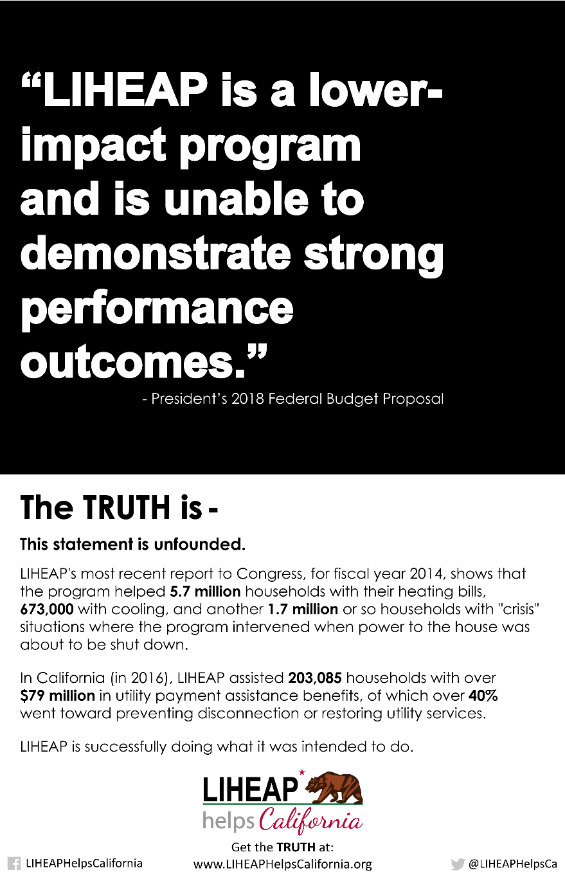 “LIHEAP is a lower-
impact program
and is unable to
demonstrate strong
performance
outcomes.”
- President's 2018 Federal Budget Proposal
The TRUTH is -
This statement is unfounded.
LIHEAP's most recent report to Congress, for fiscal year 2014, shows that
the program helped 5.7 million households with their heating bills,
673,000 with cooling, and another 1.7 million or so households with "crisis"
situations where the program intervened when power to the house was
about to be shut down.
In California (in 2016), LIHEAP assisted 203,085 households with over
$79 million in utility payment assistance benefits, of which over 40%
went toward preventing disconnection or restoring utility services.
LIHEAP is successfully doing what it was intended to do.
LIHEAP
helps California
Get the TRUTH at:
LIHEAPHelpsCalifornia www.LIHEAPHelpsCalifornia.org @LIHEAPHelpsCa